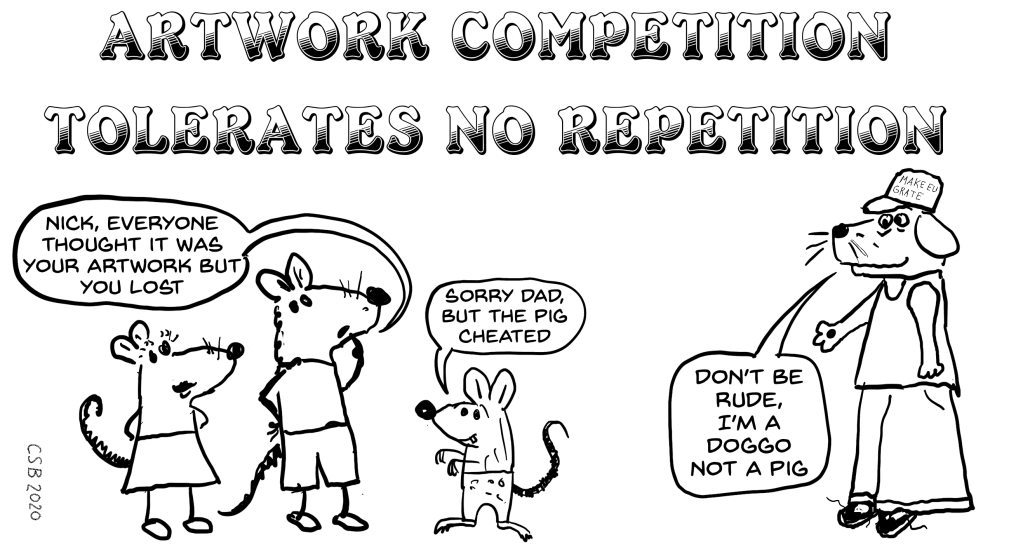 ARTWORK COMPETITION
TOLERATES NO REPETITION
NICK, EVERYONE
THOUGHT IT WAS
YOUR ARTWORK BUT
YOU LOST
SORRY DAD,
BUT THE PIG
CHEATED
MAKE EU
GRATE
DON'T BE
RUDE,
I'M A
DOGGO
NOT A PIG
CSB 2020